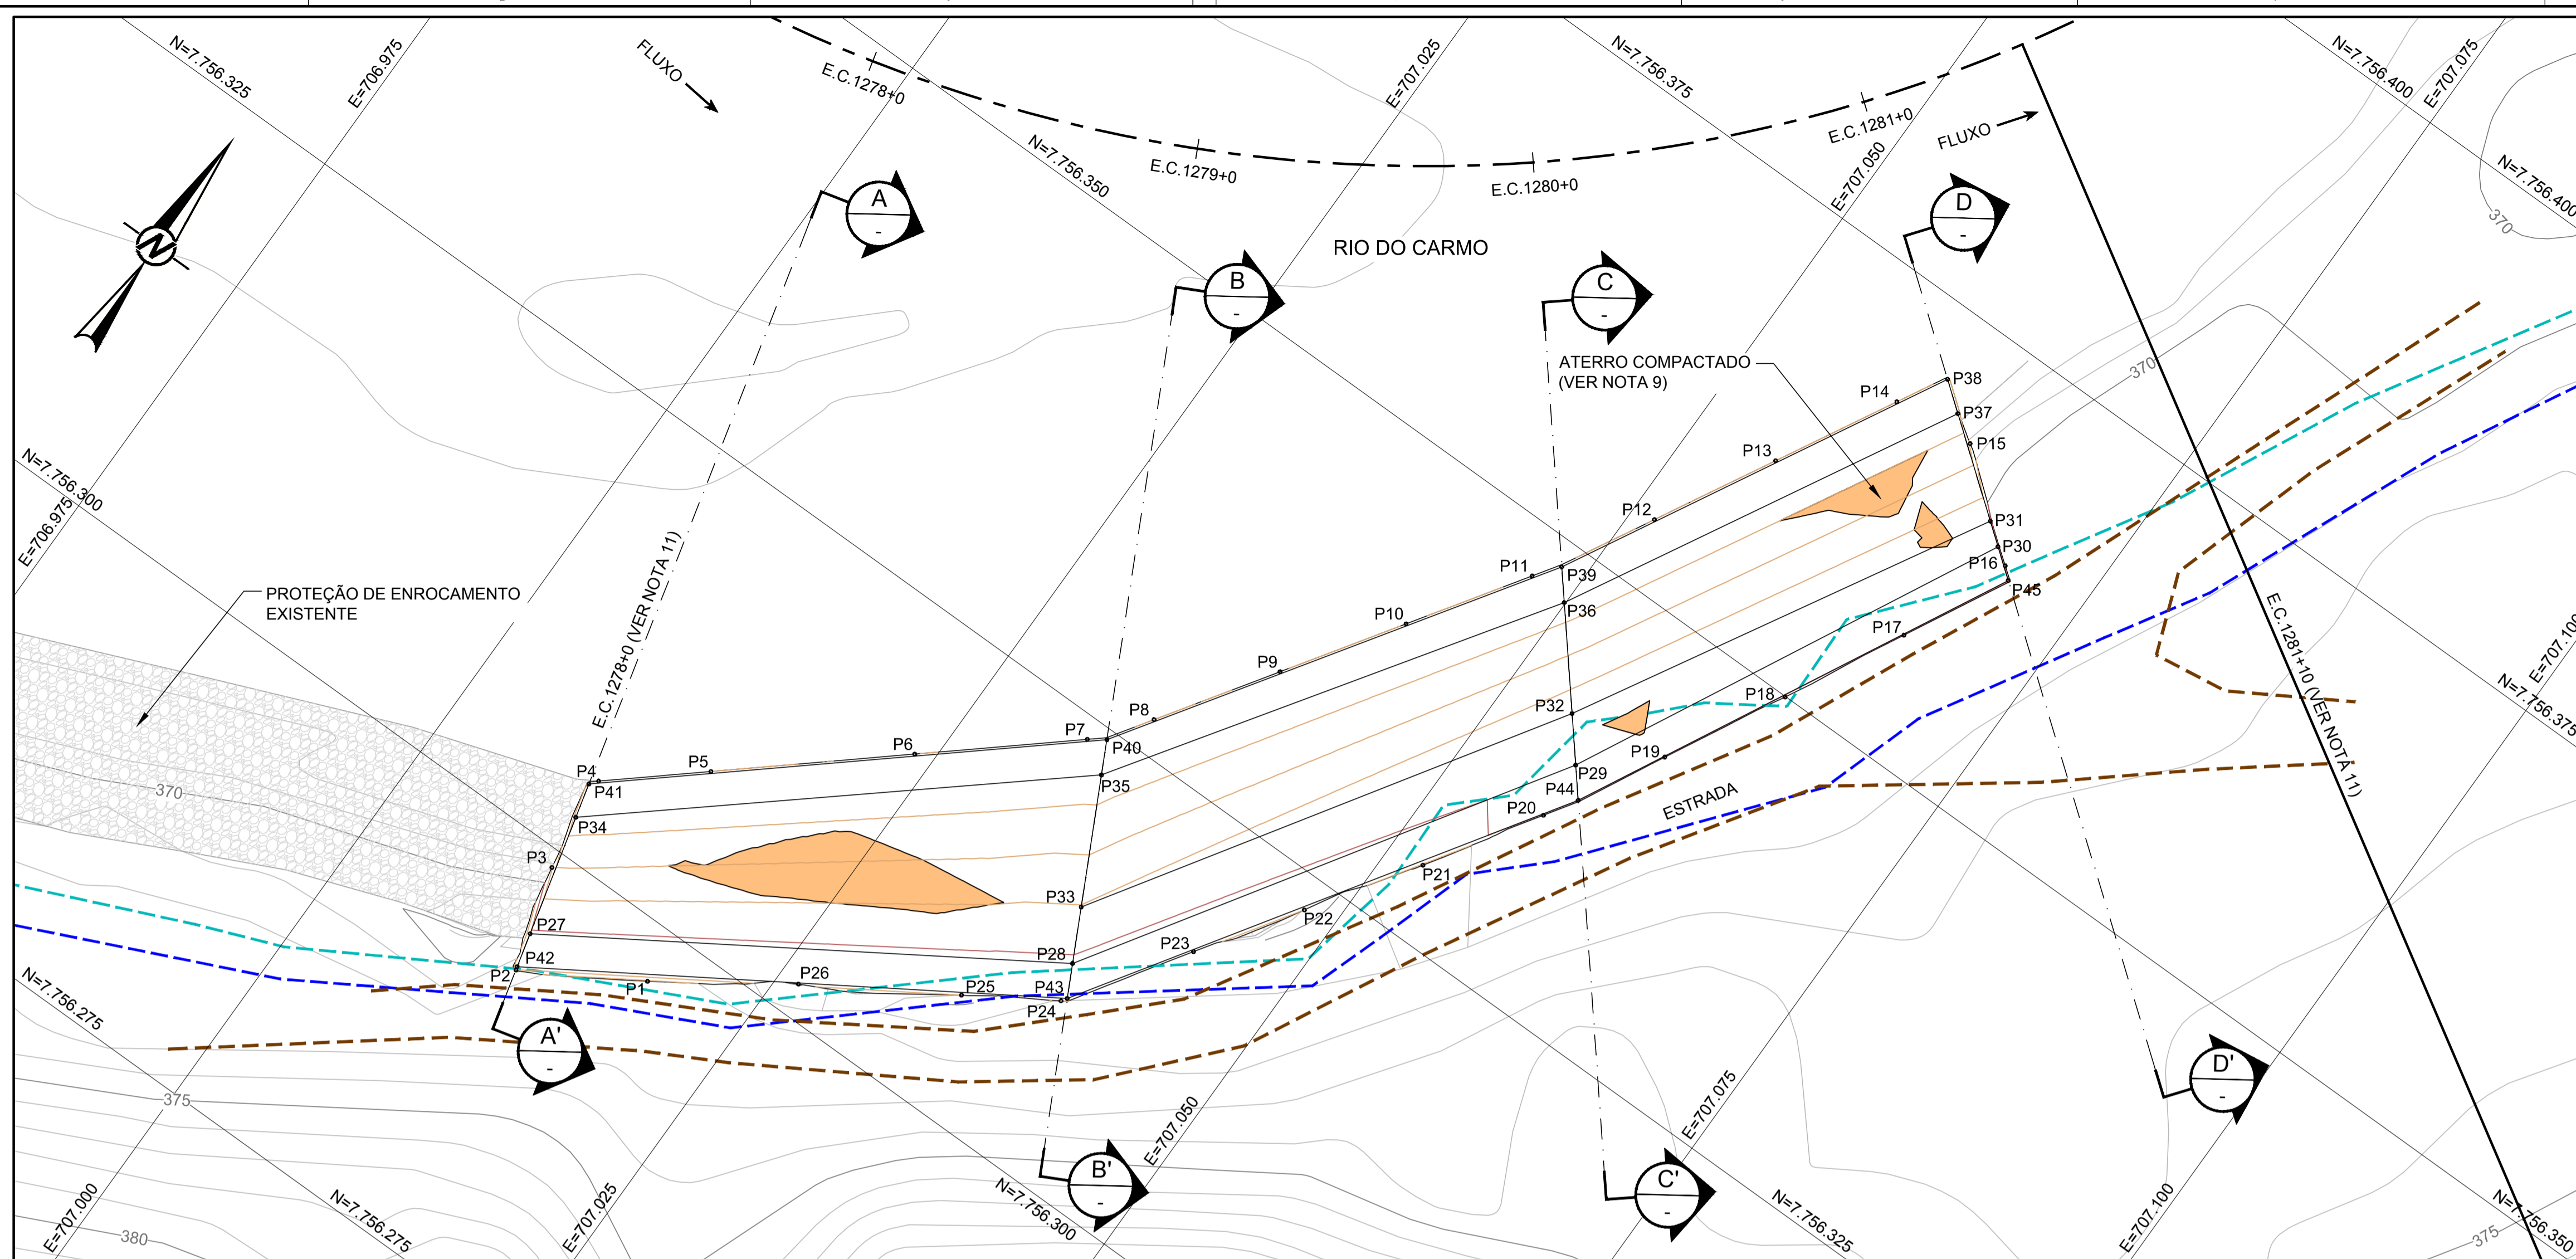 N=7.756.325
E=706.975
FLUXO
E.C.1278+0
N=7.756.350
E.C.1279+0
E=707.025
E.C.1280+0
N=7.756.375
E.C.1281+0
E=707.050
FLUXO
N=7.756.400
E=707.075
N=7.756.400
370
N
A
-
B
-
RIO DO CARMO
C
-
D
-
ATERRO COMPACTADO
(VER NOTA 9)
P38
P14
P37
P15
P13
P12
P31
P30
P16
P45
P11
P39
P36
P10
P17
P9
P18
P32
P8
P19
P7
P40
P29
P6
P44
P5
P35
P20
P4
P41
P34
P21
P3
P33
P22
P27
P23
P28
P42
P2
P1
P26
P25
P43
P24
370
N=7.756.300
E=706.975
PROTEÇÃO DE ENROCAMENTO
EXISTENTE
E.C.1278+0 (VER NOTA 11)
370
ESTRADA
E.C.1281+10 (VER NOTA 11)
E=707.100
N=7.756.375
N=7.756.275
375
A'
-
B'
-
C'
-
D'
-
E=707.000
380
N=7.756.275
E=707.025
N=7.756.300
E=707.050
E=707.075
N=7.756.325
E=707.100
N=7.756.350
375